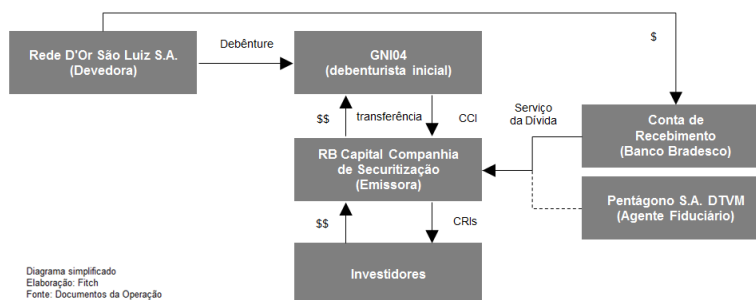 Rede D'Or São Luiz S.A.
(Devedora)
Debênture
GNI04
(debenturista inicial)
$
$$
transferência
CCI
Serviço
da Dívida
Conta de
Recebimento
(Banco Bradesco)
RB Capital Companhia
de Securitização
(Emissora)
Pentágono S.A. DTVM
(Agente Fiduciário)
$$
CRIs
Investidores
Diagrama simplificado
Elaboração: Fitch
Fonte: Documentos da Operação